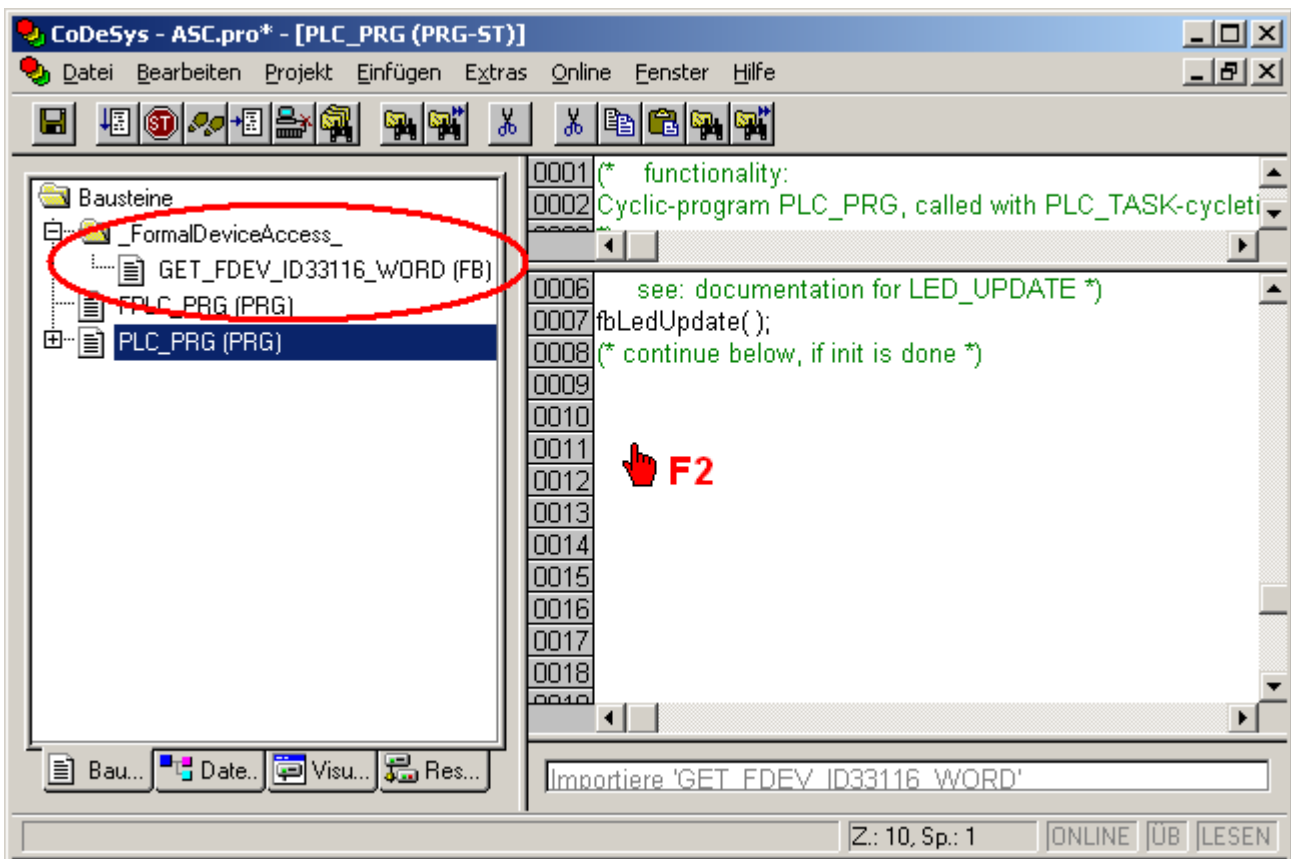 CoDeSys - ASC.pro* - [PLC_PRG (PRG-ST)]
Datei Bearbeiten Projekt Einfügen Extras Online Fenster Hilfe
ST
Bausteine
_FormalDeviceAccess_
GET_FDEV_ID33116_WORD (FB)
FPLC_PRG (PRG)
PLC_PRG (PRG)
Bau... Date.. Visu... Res...
0001 (* functionality:
0002 Cyclic-program PLC_PRG, called with PLC_TASK-cycleti
0006 see: documentation for LED_UPDATE *)
0007 fbLedUpdate( );
0008 (* continue below, if init is done *)
0009
0010
0011
0012
F2
0013
0014
0015
0016
0017
0018
0019
Importiere 'GET_FDEV_ID33116_WORD'
Z.: 10, Sp.: 1 ONLINE ÜB LESEN